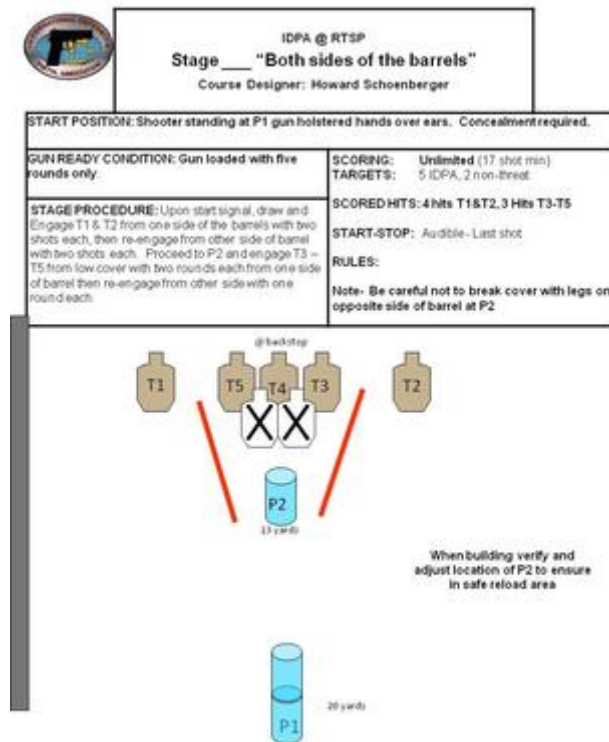 IDPA @ RTSP
Stage ___ "Both sides of the barrels"
Course Designer: Howard Schoenberger
START POSITION: Shooter standing at P1 gun holstered hands over ears. Concealment required.
GUN READY CONDITION: Gun loaded with five
rounds only.
STAGE PROCEDURE: Upon start signal, draw and
Engage T1 & T2 from one side of the barrels with two
shots each, then re-engage from other side of barrel
with two shots each. Proceed to P2 and engage T3 –
T5 from low cover with two rounds each from one side
of barrel then re-engage from other side with one
round each.
SCORING: Unlimited (17 shot min)
TARGETS: 5 IDPA, 2 non-threat
SCORED HITS: 4 hits T1&T2, 3 Hits T3-T5
START-STOP: Audible- Last shot
RULES:
Note- Be careful not to break cover with legs on
opposite side of barrel at P2
@ backstop
T1 T5 T4 T3 T2
X X
P2
13 yards
When building verify and
adjust location of P2 to ensure
in safe reload area
20 yards
P1